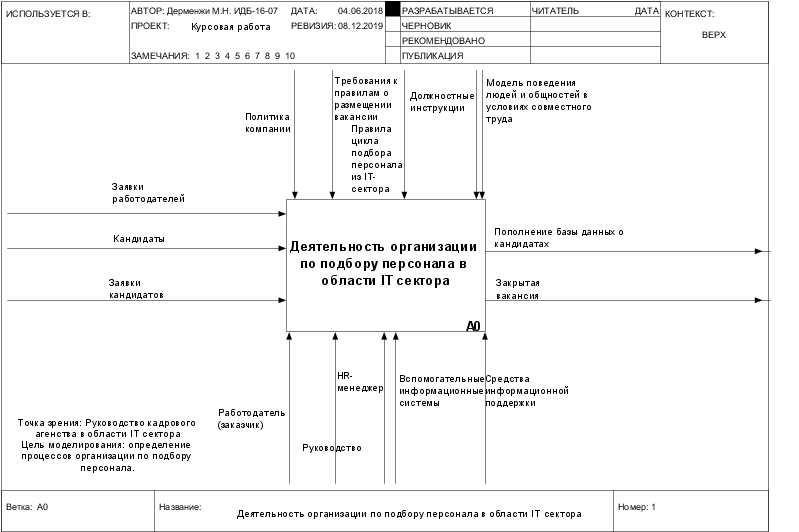 ИСПОЛЬЗУЕТСЯ В:
АВТОР: Дерменжи М.Н. ИДБ-16-07
ДАТА: 04.06.2018
РАЗРАБАТЫВАЕТСЯ
ЧИТАТЕЛЬ
ДАТА
КОНТЕКСТ:
ПРОЕКТ: Курсовая работа
РЕВИЗИЯ: 08.12.2019
ЧЕРНОВИК
РЕКОМЕНДОВАНО
ВЕРХ
ЗАМЕЧАНИЯ: 1 2 3 4 5 6 7 8 9 10
ПУБЛИКАЦИЯ
Политика
компании
Требования к
правилам о
размещении
вакансии
Правила
цикла
подбора
персонала
из IT-
сектора
Должностные
инструкции
Модель поведения
людей и общностей в
условиях совместного
труда
Заявки
работодателей
Кандидаты
Заявки
кандидатов
Деятельность организации
по подбору персонала в
области IT сектора
A0
Пополнение базы данных о
кандидатах
Закрытая
вакансия
Работодатель
(заказчик)
Руководство
HR-
менеджер
Вспомогательные
информационные
системы
Средства
информационной
поддержки
Точка зрения: Руководство кадрового
агенства в области IT сектора
Цель моделирования: определение
процессов организации по подбору
персонала.
Ветка: A0
Название:
Деятельность организации по подбору персонала в области IT сектора
Номер: 1